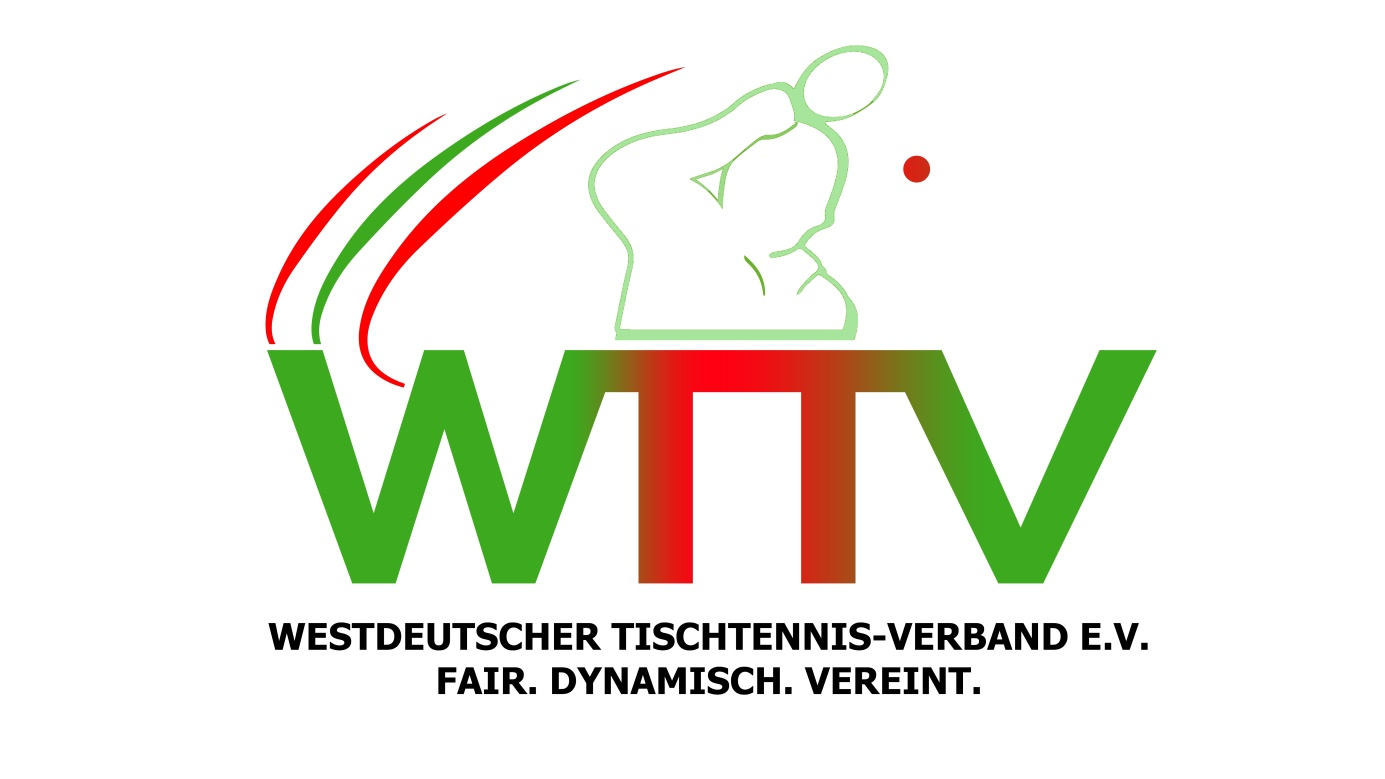 WTTV
WESTDEUTSCHER TISCHTENNIS-VERBAND E.V.
FAIR. DYNAMISCH. VEREINT.